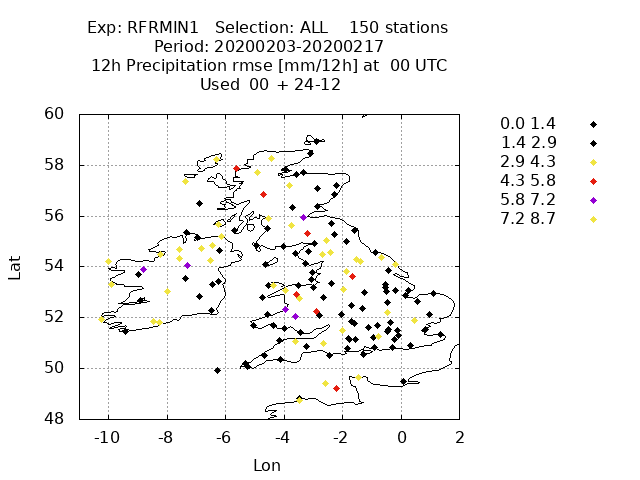 Exp: RFRMIN1 Selection: ALL 150 stations
Period: 20200203-20200217
12h Precipitation rmse [mm/12h] at 00 UTC
Used 00 + 24-12
60
58
56
54
52
50
48
Lat
-10 -8 -6 -4 -2 0 2
Lon
0.0 1.4
1.4 2.9
2.9 4.3
4.3 5.8
5.8 7.2
7.2 8.7